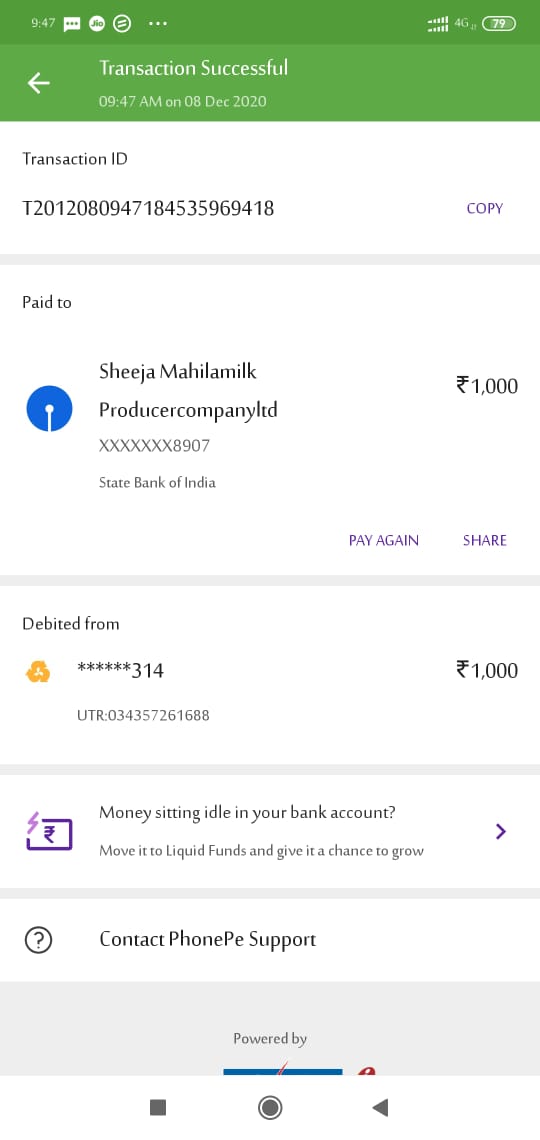 9:47 Jio 4G 79
Transaction Successful
09:47 AM on 08 Dec 2020
Transaction ID
T2012080947184535969418 COPY
Paid to
Sheeja Mahilamilk
Producercompanyltd
₹1,000
XXXXXXX8907
State Bank of India
PAY AGAIN SHARE
Debited from
******314 ₹1,000
UTR:034357261688
Money sitting idle in your bank account?
Move it to Liquid Funds and give it a chance to grow
Contact PhonePe Support
Powered by